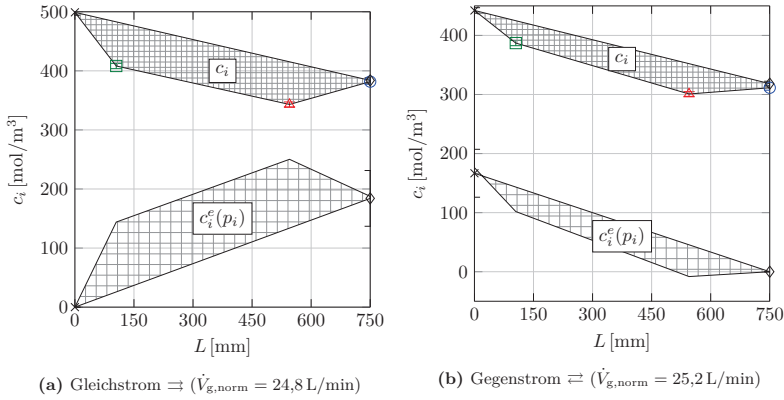 500
400
300
200
100
0
c_i [mol/m³]
c_i
c_i^e(p_i)
0 150 300 450 600 750
L [mm]
(a) Gleichstrom ⇉ (V̇_g,norm = 24,8 L/min)
400
300
200
100
0
c_i [mol/m³]
c_i
c_i^e(p_i)
0 150 300 450 600 750
L [mm]
(b) Gegenstrom ⇄ (V̇_g,norm = 25,2 L/min)